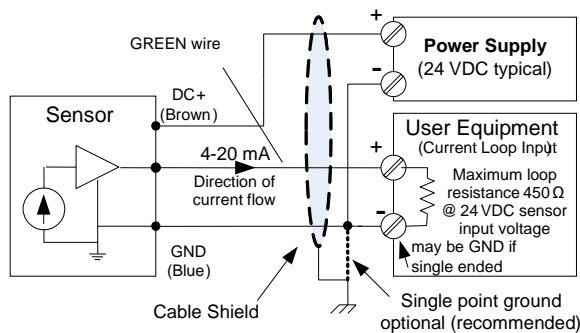 GREEN wire
+
Power Supply
-
(24 VDC typical)
Sensor
DC+
(Brown)
User Equipment
(Current Loop Input)
+
4-20 mA
Direction of
current flow
Maximum loop
resistance 450 Ω
@ 24 VDC sensor
input voltage
-
may be GND if
single ended
GND
(Blue)
Cable Shield
Single point ground
optional (recommended)